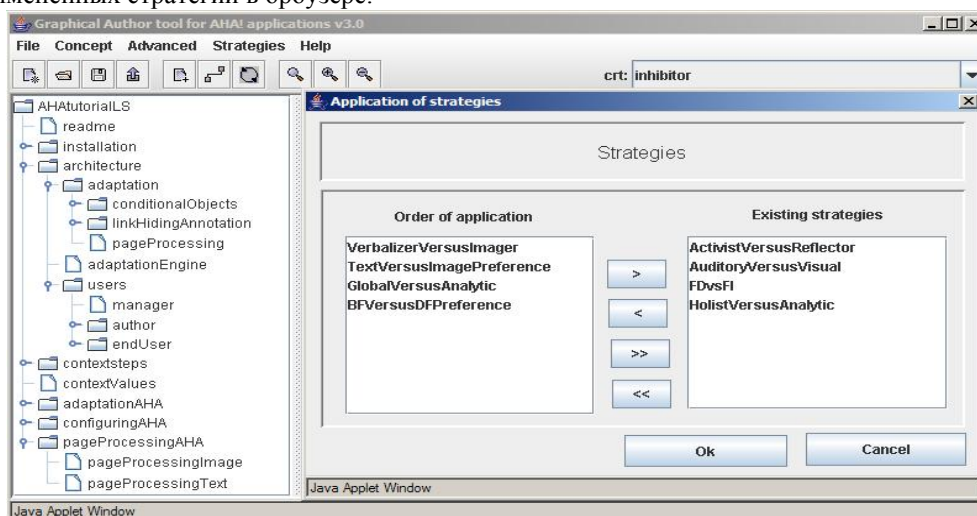 мененных стратегий в браузере.
Graphical Author tool for AHA! applications v3.0
File Concept Advanced Strategies Help
crt: inhibitor
AHAtutorialLS
readme
installation
architecture
adaptation
conditionalObjects
linkHidingAnnotation
pageProcessing
adaptationEngine
users
manager
author
endUser
contextsteps
contextValues
adaptationAHA
configuringAHA
pageProcessingAHA
pageProcessingImage
pageProcessingText
Java Applet Window
Application of strategies
Strategies
Order of application
VerbalizerVersusImager
TextVersusImagePreference
GlobalVersusAnalytic
BFVersusDFPreference
>
<
>>
<<
Existing strategies
ActivistVersusReflector
AuditoryVersusVisual
FDvsFI
HolistVersusAnalytic
Ok Cancel
Java Applet Window